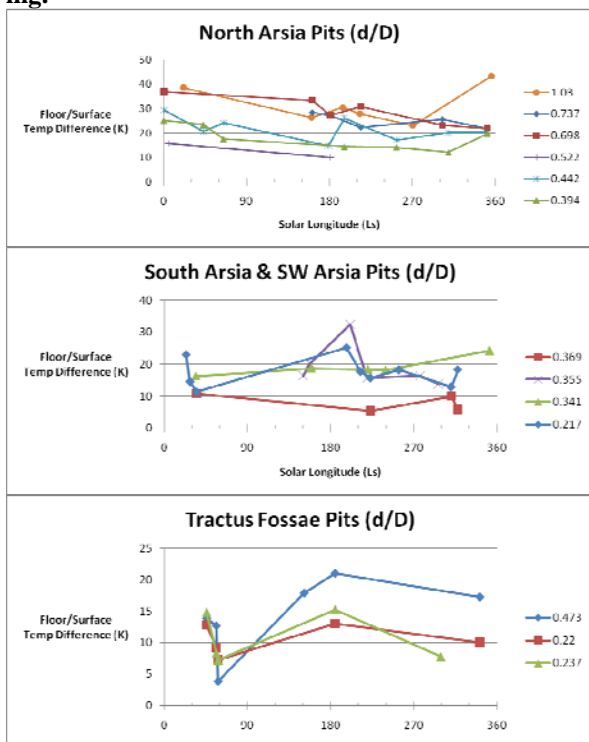 ing.
North Arsia Pits (d/D)
50
40
30
20
10
0
Floor/Surface
Temp Difference (K)
0 90 180 270 360
Solar Longitude (Ls)
1.03
0.737
0.698
0.522
0.442
0.394
South Arsia & SW Arsia Pits (d/D)
40
30
20
10
0
Floor/Surface
Temp Difference (K)
0 90 180 270 360
Solar Longitude (Ls)
0.369
0.355
0.341
0.217
Tractus Fossae Pits (d/D)
25
20
15
10
5
0
Floor/Surface
Temp Difference (K)
0 90 180 270 360
Solar Longitude (Ls)
0.473
0.22
0.237